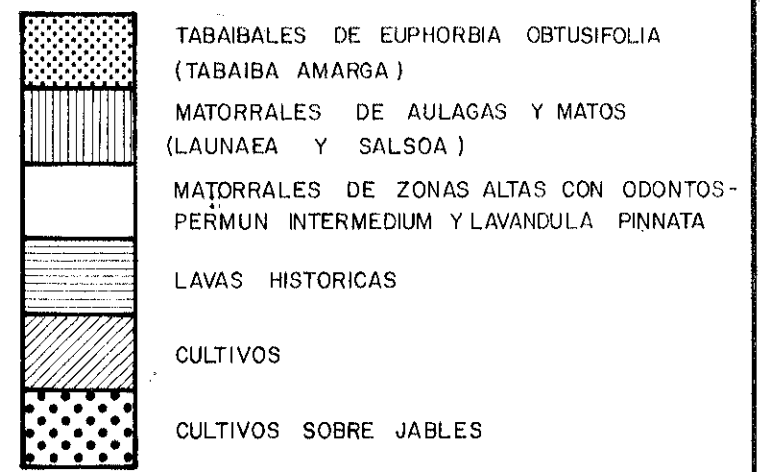 TABAIBALES DE EUPHORBIA OBTUSIFOLIA
(TABAIBA AMARGA)
MATORRALES DE AULAGAS Y MATOS
(LAUNAEA Y SALSOA)
MATORRALES DE ZONAS ALTAS CON ODONTOS-
PERMUN INTERMEDIUM Y LAVANDULA PINNATA
LAVAS HISTORICAS
CULTIVOS
CULTIVOS SOBRE JABLES